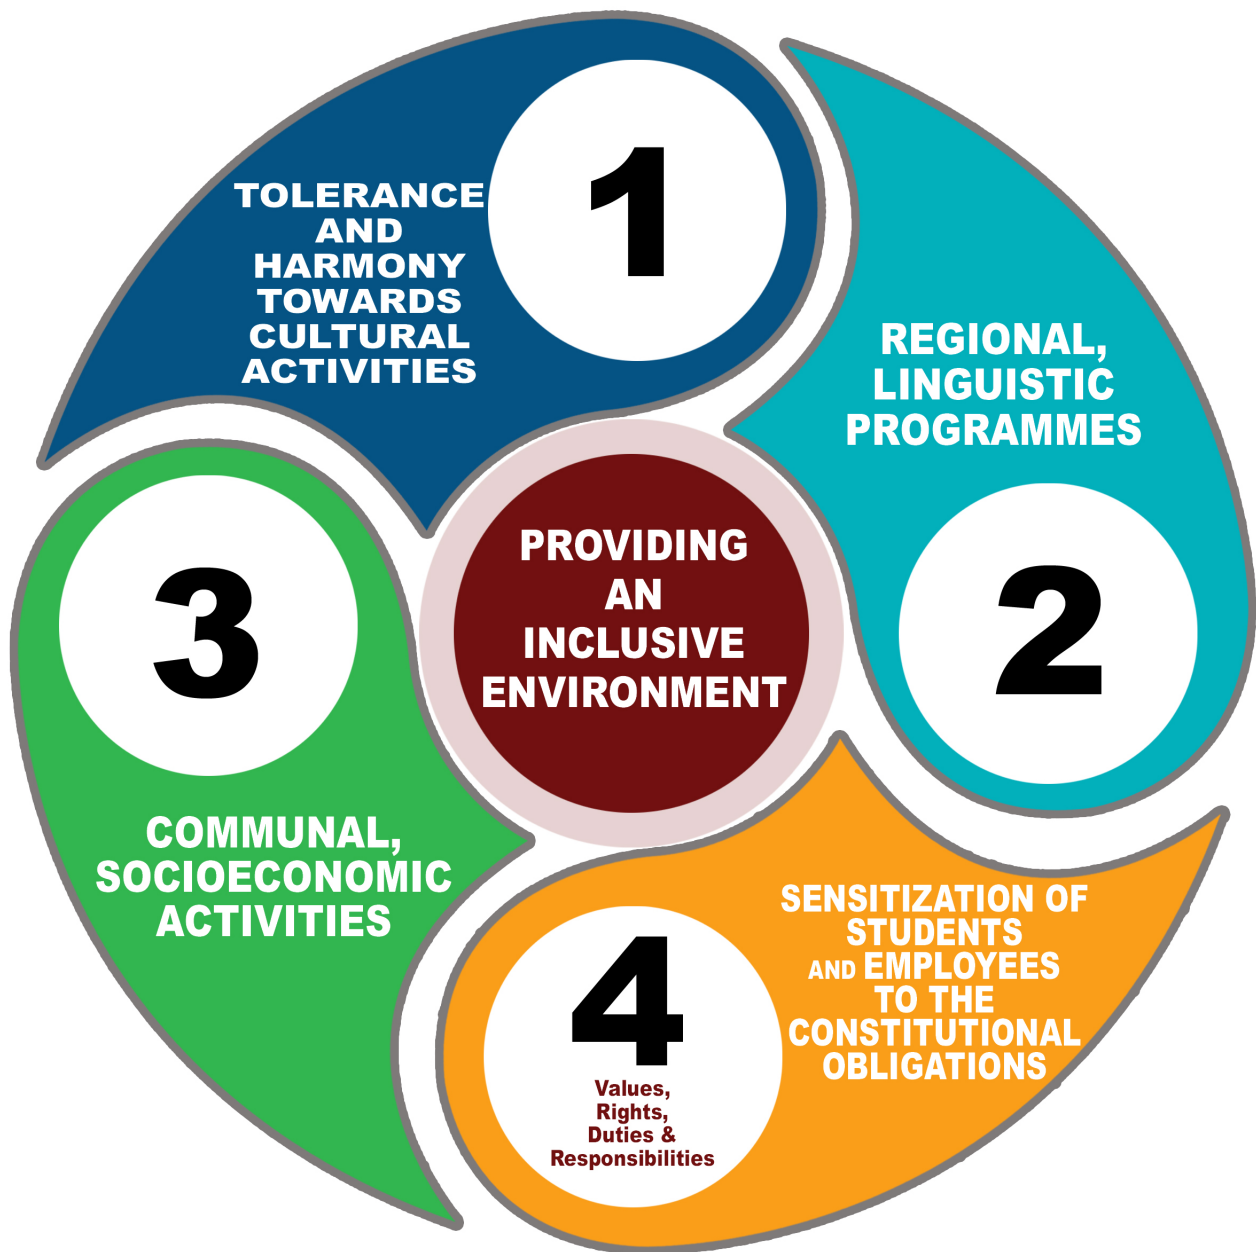 1
TOLERANCE
AND
HARMONY
TOWARDS
CULTURAL
ACTIVITIES
REGIONAL,
LINGUISTIC
PROGRAMMES
2
PROVIDING
AN
INCLUSIVE
ENVIRONMENT
3
COMMUNAL,
SOCIOECONOMIC
ACTIVITIES
4
Values,
Rights,
Duties &
Responsibilities
SENSITIZATION OF
STUDENTS
AND EMPLOYEES
TO THE
CONSTITUTIONAL
OBLIGATIONS